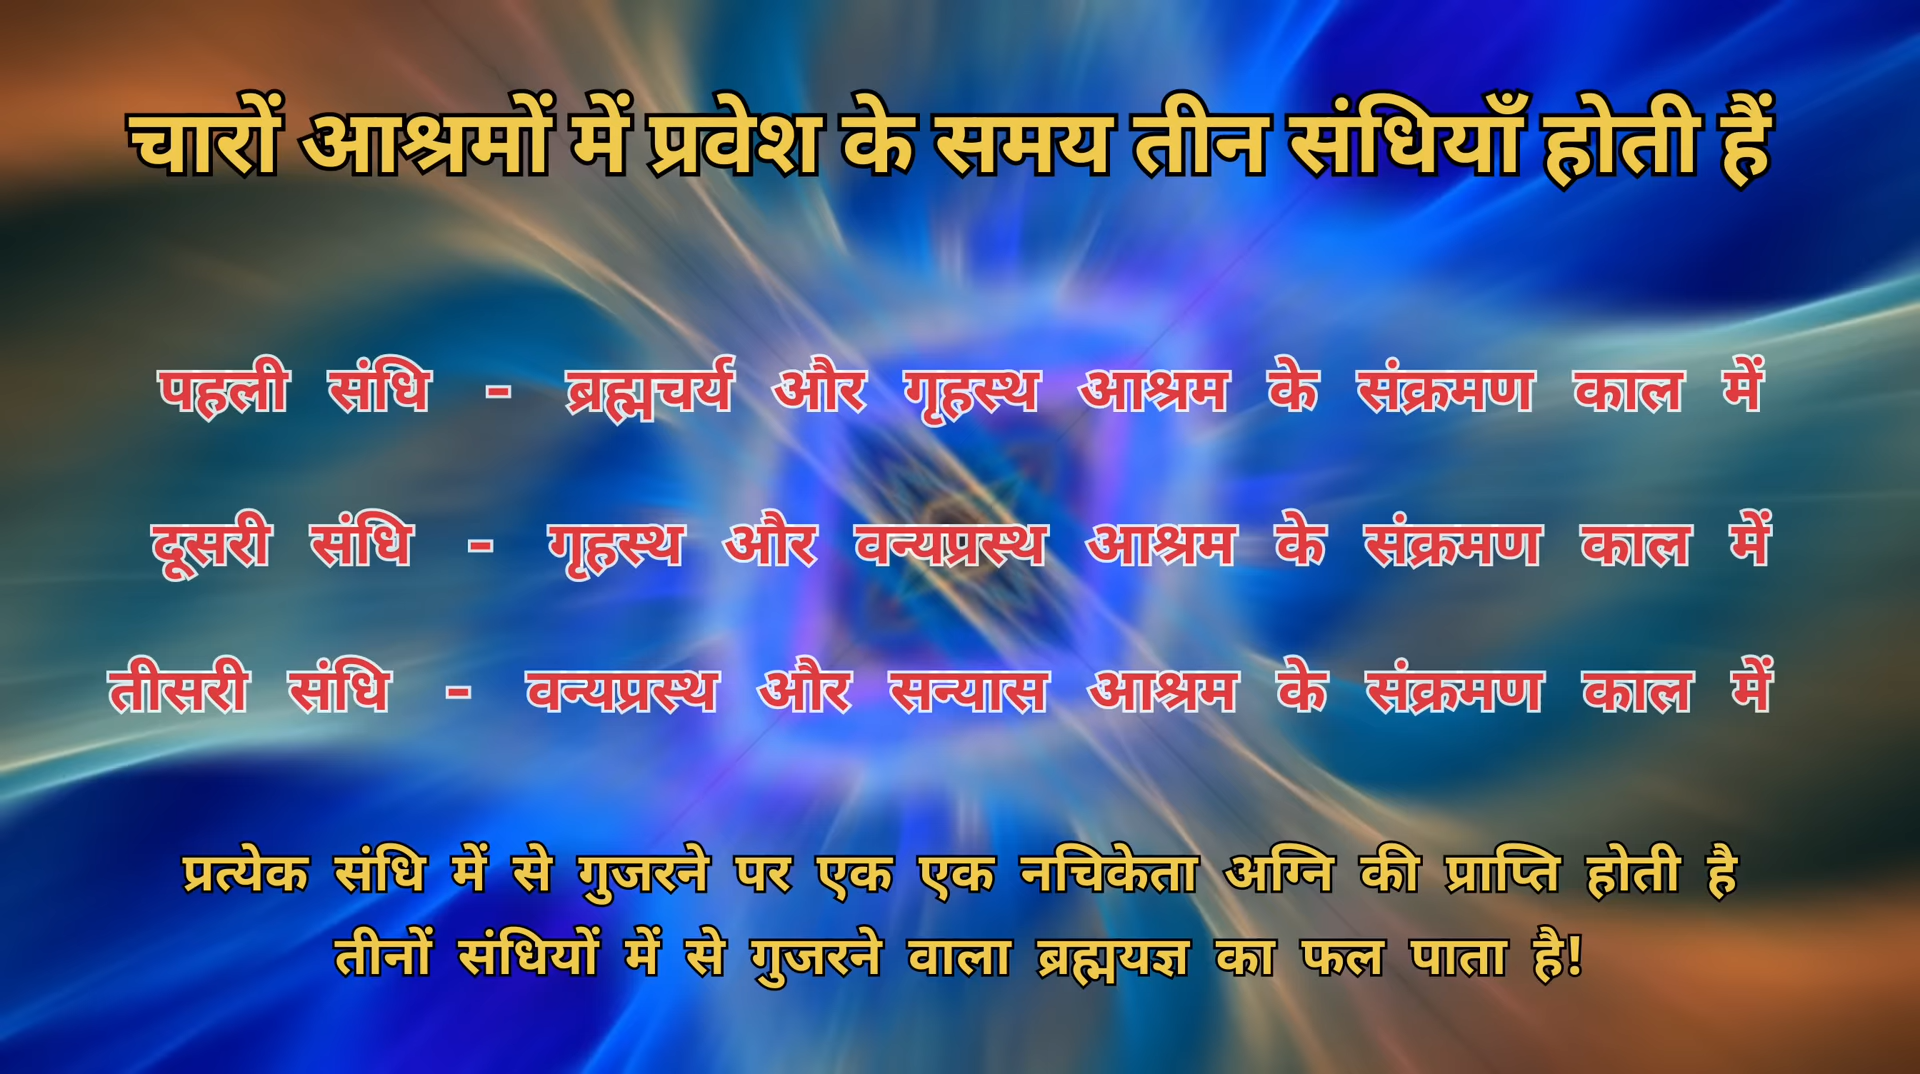 चारों आश्रमों में प्रवेश के समय तीन संधियाँ होती हैं
पहली संधि - ब्रह्मचर्य और गृहस्थ आश्रम के संक्रमण काल में
दूसरी संधि - गृहस्थ और वन्यप्रस्थ आश्रम के संक्रमण काल में
तीसरी संधि - वन्यप्रस्थ और सन्यास आश्रम के संक्रमण काल में
प्रत्येक संधि में से गुजरने पर एक एक नचिकेता अग्नि की प्राप्ति होती है
तीनों संधियों में से गुजरने वाला ब्रह्मयज्ञ का फल पाता है!